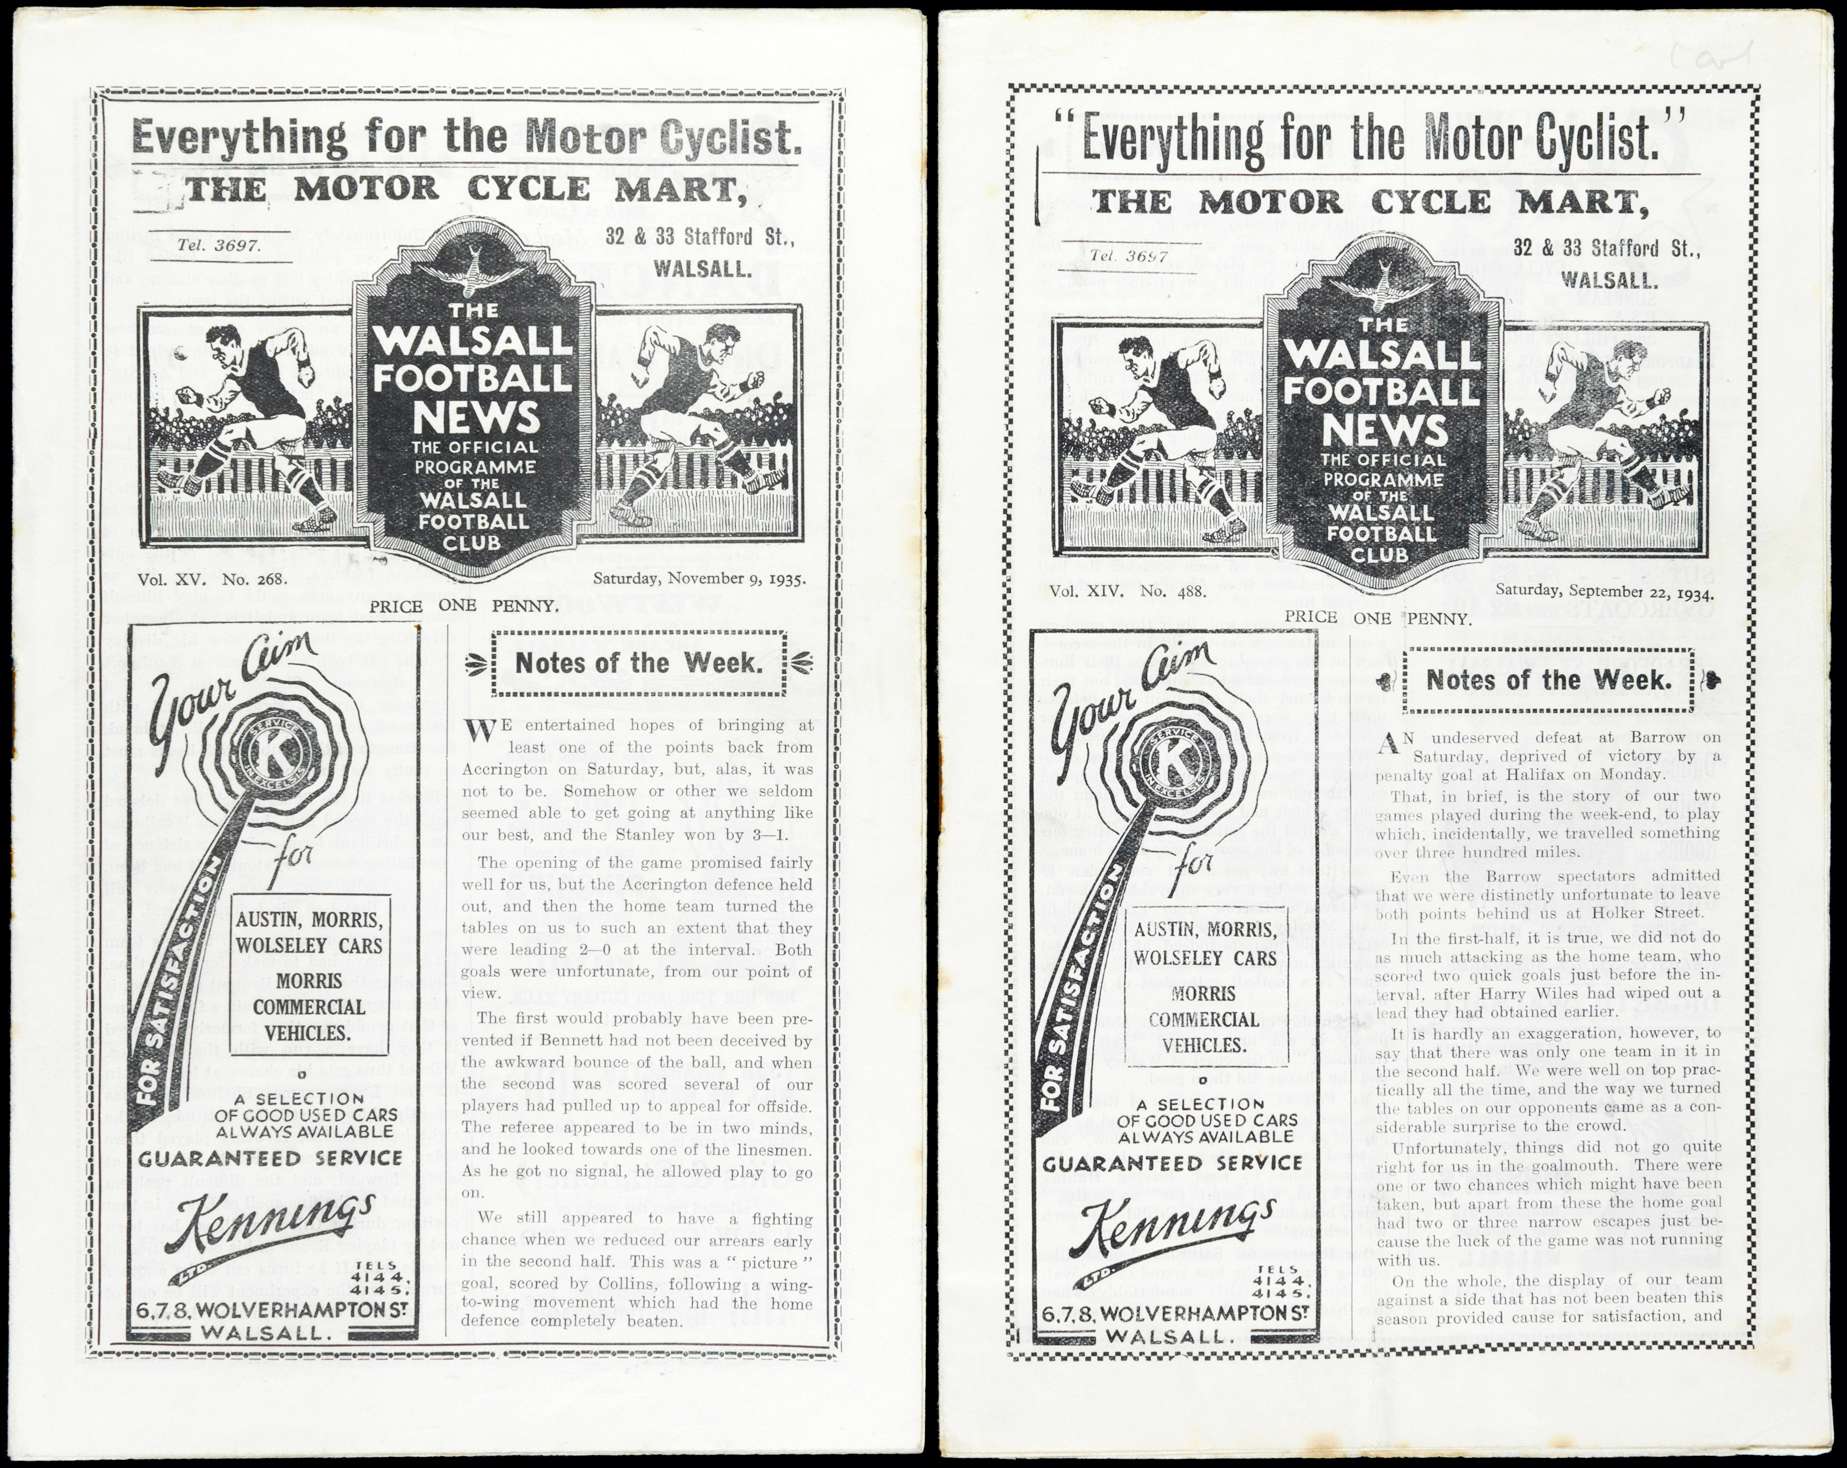 Everything for the Motor Cyclist.
THE MOTOR CYCLE MART,
Tel. 3697.
32 & 33 Stafford St.,
WALSALL.
THE
WALSALL
FOOTBALL
NEWS
THE OFFICIAL
PROGRAMME
OF THE
WALSALL
FOOTBALL
CLUB
Vol. XV. No. 268.
Saturday, November 9, 1935.
PRICE ONE PENNY.
Your Aim
SERVICE
K
IN EXCELSIS
for
FOR SATISFACTION
AUSTIN, MORRIS,
WOLSELEY CARS
MORRIS
COMMERCIAL
VEHICLES.
A SELECTION
OF GOOD USED CARS
ALWAYS AVAILABLE
GUARANTEED SERVICE
Kennings
LTD.
TELS
4144.
4145.
6,7,8, WOLVERHAMPTON ST
WALSALL.
Notes of the Week.
WE entertained hopes of bringing at
least one of the points back from
Accrington on Saturday, but, alas, it was
not to be. Somehow or other we seldom
seemed able to get going at anything like
our best, and the Stanley won by 3—1.
The opening of the game promised fairly
well for us, but the Accrington defence held
out, and then the home team turned the
tables on us to such an extent that they
were leading 2—0 at the interval. Both
goals were unfortunate, from our point of
view.
The first would probably have been pre-
vented if Bennett had not been deceived by
the awkward bounce of the ball, and when
the second was scored several of our
players had pulled up to appeal for offside.
The referee appeared to be in two minds,
and he looked towards one of the linesmen.
As he got no signal, he allowed play to go
on.
We still appeared to have a fighting
chance when we reduced our arrears early
in the second half. This was a " picture "
goal, scored by Collins, following a wing-
to-wing movement which had the home
defence completely beaten.
"Everything for the Motor Cyclist."
THE MOTOR CYCLE MART,
Tel. 3697
32 & 33 Stafford St.,
WALSALL.
THE
WALSALL
FOOTBALL
NEWS
THE OFFICIAL
PROGRAMME
OF THE
WALSALL
FOOTBALL
CLUB
Vol. XIV. No. 488.
Saturday, September 22, 1934.
PRICE ONE PENNY.
Your Aim
SERVICE
K
IN EXCELSIS
for
FOR SATISFACTION
AUSTIN, MORRIS,
WOLSELEY CARS
MORRIS
COMMERCIAL
VEHICLES.
A SELECTION
OF GOOD USED CARS
ALWAYS AVAILABLE
GUARANTEED SERVICE
Kennings
LTD.
TELS
4144.
4145.
6,7,8, WOLVERHAMPTON ST
WALSALL.
Notes of the Week.
AN undeserved defeat at Barrow on
Saturday, deprived of victory by a
penalty goal at Halifax on Monday.
That, in brief, is the story of our two
games played during the week-end, to play
which, incidentally, we travelled something
over three hundred miles.
Even the Barrow spectators admitted
that we were distinctly unfortunate to leave
both points behind us at Holker Street.
In the first-half, it is true, we did not do
as much attacking as the home team, who
scored two quick goals just before the in-
terval, after Harry Wiles had wiped out a
lead they had obtained earlier.
It is hardly an exaggeration, however, to
say that there was only one team in it in
the second half. We were well on top prac-
tically all the time, and the way we turned
the tables on our opponents came as a con-
siderable surprise to the crowd.
Unfortunately, things did not go quite
right for us in the goalmouth. There were
one or two chances which might have been
taken, but apart from these the home goal
had two or three narrow escapes just be-
cause the luck of the game was not running
with us.
On the whole, the display of our team
against a side that has not been beaten this
season provided cause for satisfaction, and